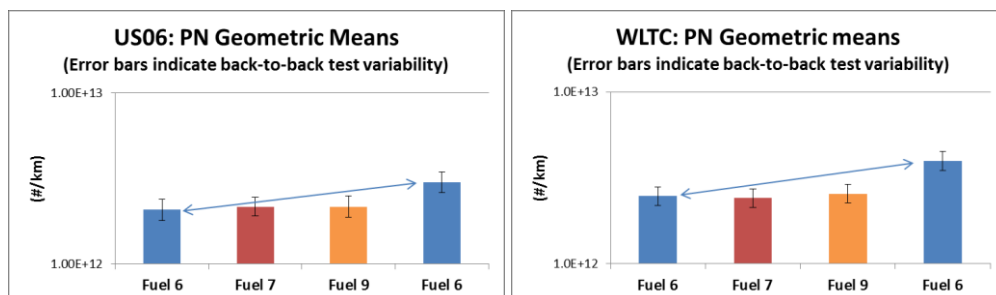 US06: PN Geometric Means
(Error bars indicate back-to-back test variability)
1.00E+13
(#/km)
1.00E+12
Fuel 6 Fuel 7 Fuel 9 Fuel 6
WLTC: PN Geometric means
(Error bars indicate back-to-back test variability)
1.0E+13
(#/km)
1.0E+12
Fuel 6 Fuel 7 Fuel 9 Fuel 6